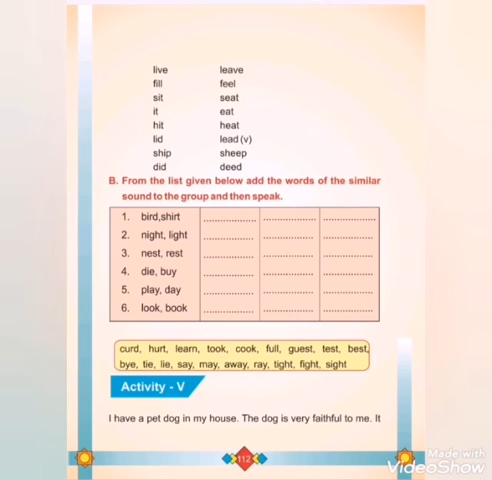 live leave
fill feel
sit seat
it eat
hit heat
lid lead (v)
ship sheep
did deed
B. From the list given below add the words of the similar
sound to the group and then speak.
1. bird,shirt ................... ................... ...................
2. night, light ................... ................... ...................
3. nest, rest ................... ................... ...................
4. die, buy ................... ................... ...................
5. play, day ................... ................... ...................
6. look, book ................... ................... ...................
curd, hurt, learn, took, cook, full, guest, test, best,
bye, tie, lie, say, may, away, ray, tight, fight, sight
Activity - V
I have a pet dog in my house. The dog is very faithful to me. It
112
Made with
VideoShow